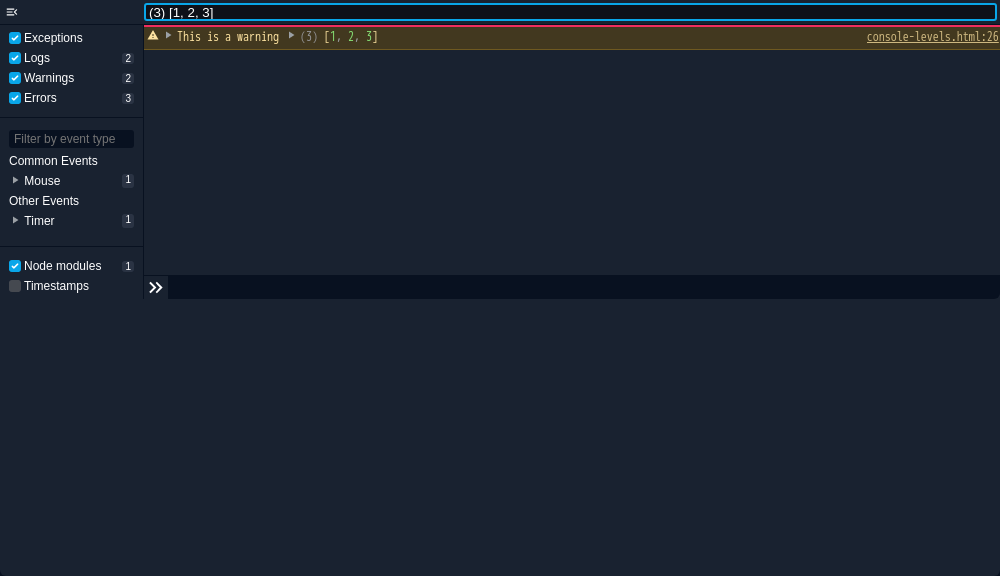 (3) [1, 2, 3]
Exceptions
Logs 2
Warnings 2
Errors 3
Filter by event type
Common Events
Mouse 1
Other Events
Timer 1
Node modules 1
Timestamps
This is a warning (3) [1, 2, 3] console-levels.html:26